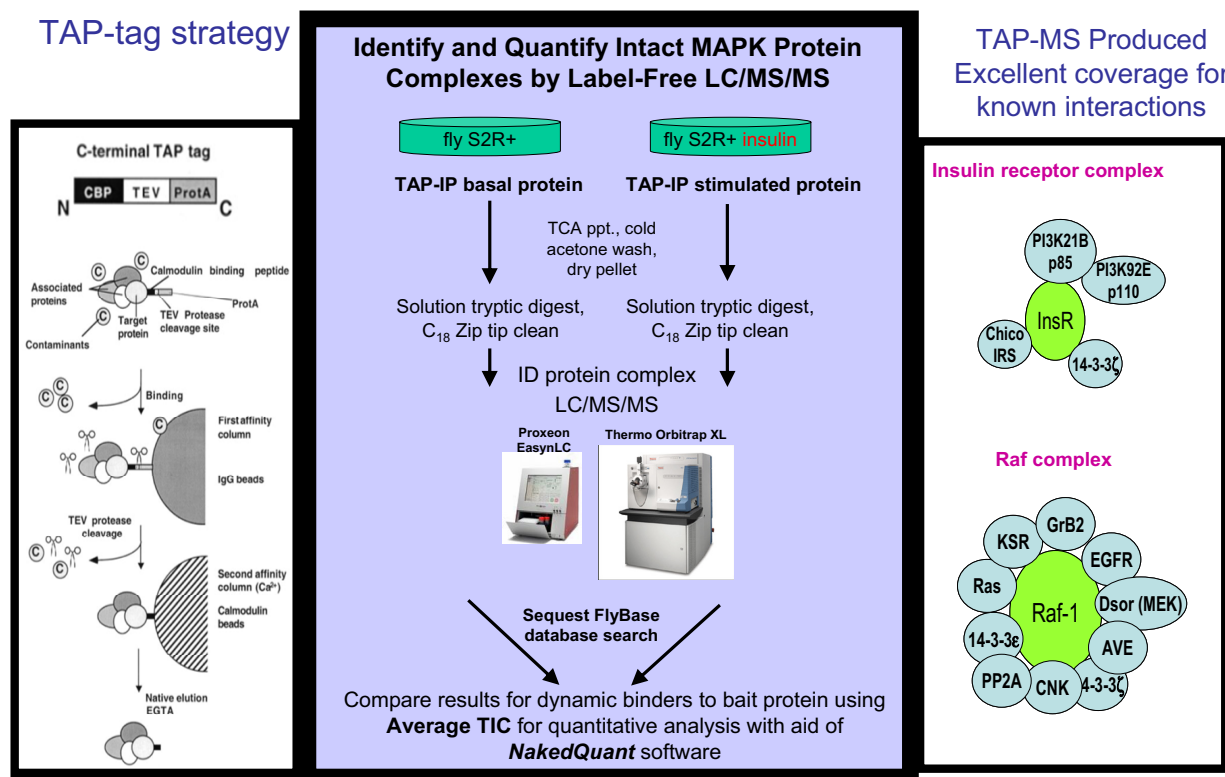 TAP-tag strategy
C-terminal TAP tag
CBP TEV ProtA
N C
C
C
Calmodulin binding peptide
Associated
proteins
ProtA
Target
protein
TEV Protease
cleavage site
C
Contaminants
C
C
C
C
Binding
C
First affinity
column
IgG beads
TEV protease
cleavage
C
C
C
Second affinity
column (Ca²⁺)
Calmodulin
beads
Native elution
EGTA
Identify and Quantify Intact MAPK Protein
Complexes by Label-Free LC/MS/MS
fly S2R+
fly S2R+ insulin
TAP-IP basal protein
TAP-IP stimulated protein
TCA ppt., cold
acetone wash,
dry pellet
Solution tryptic digest,
C₁₈ Zip tip clean
Solution tryptic digest,
C₁₈ Zip tip clean
ID protein complex
LC/MS/MS
Proxeon
EasynLC
Thermo Orbitrap XL
Sequest FlyBase
database search
Compare results for dynamic binders to bait protein using
Average TIC for quantitative analysis with aid of
NakedQuant software
TAP-MS Produced
Excellent coverage for
known interactions
Insulin receptor complex
PI3K21B
p85
PI3K92E
p110
InsR
Chico
IRS
14-3-3ζ
Raf complex
GrB2
KSR
EGFR
Ras
Raf-1
Dsor (MEK)
14-3-3ε
AVE
PP2A
CNK
4-3-3ζ